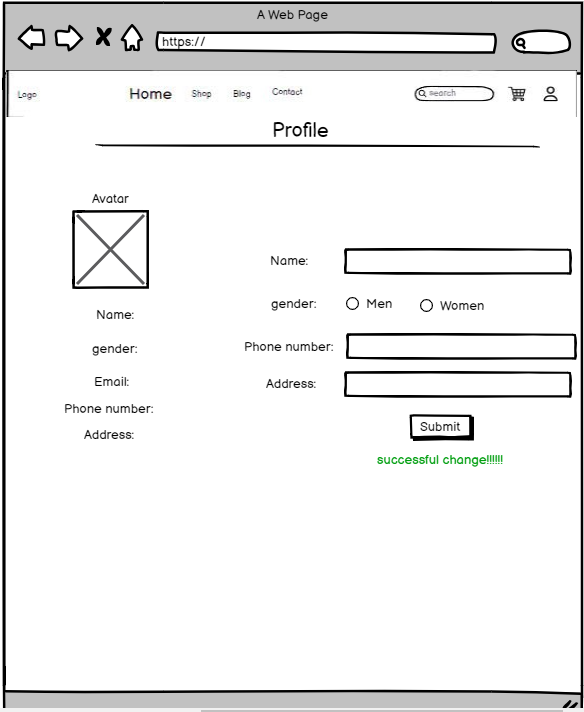 A Web Page
https://
Logo
Home Shop Blog Contact
search
Profile
Avatar
Name:
gender:
Email:
Phone number:
Address:
Name:
gender: Men Women
Phone number:
Address:
Submit
successful change!!!!!!